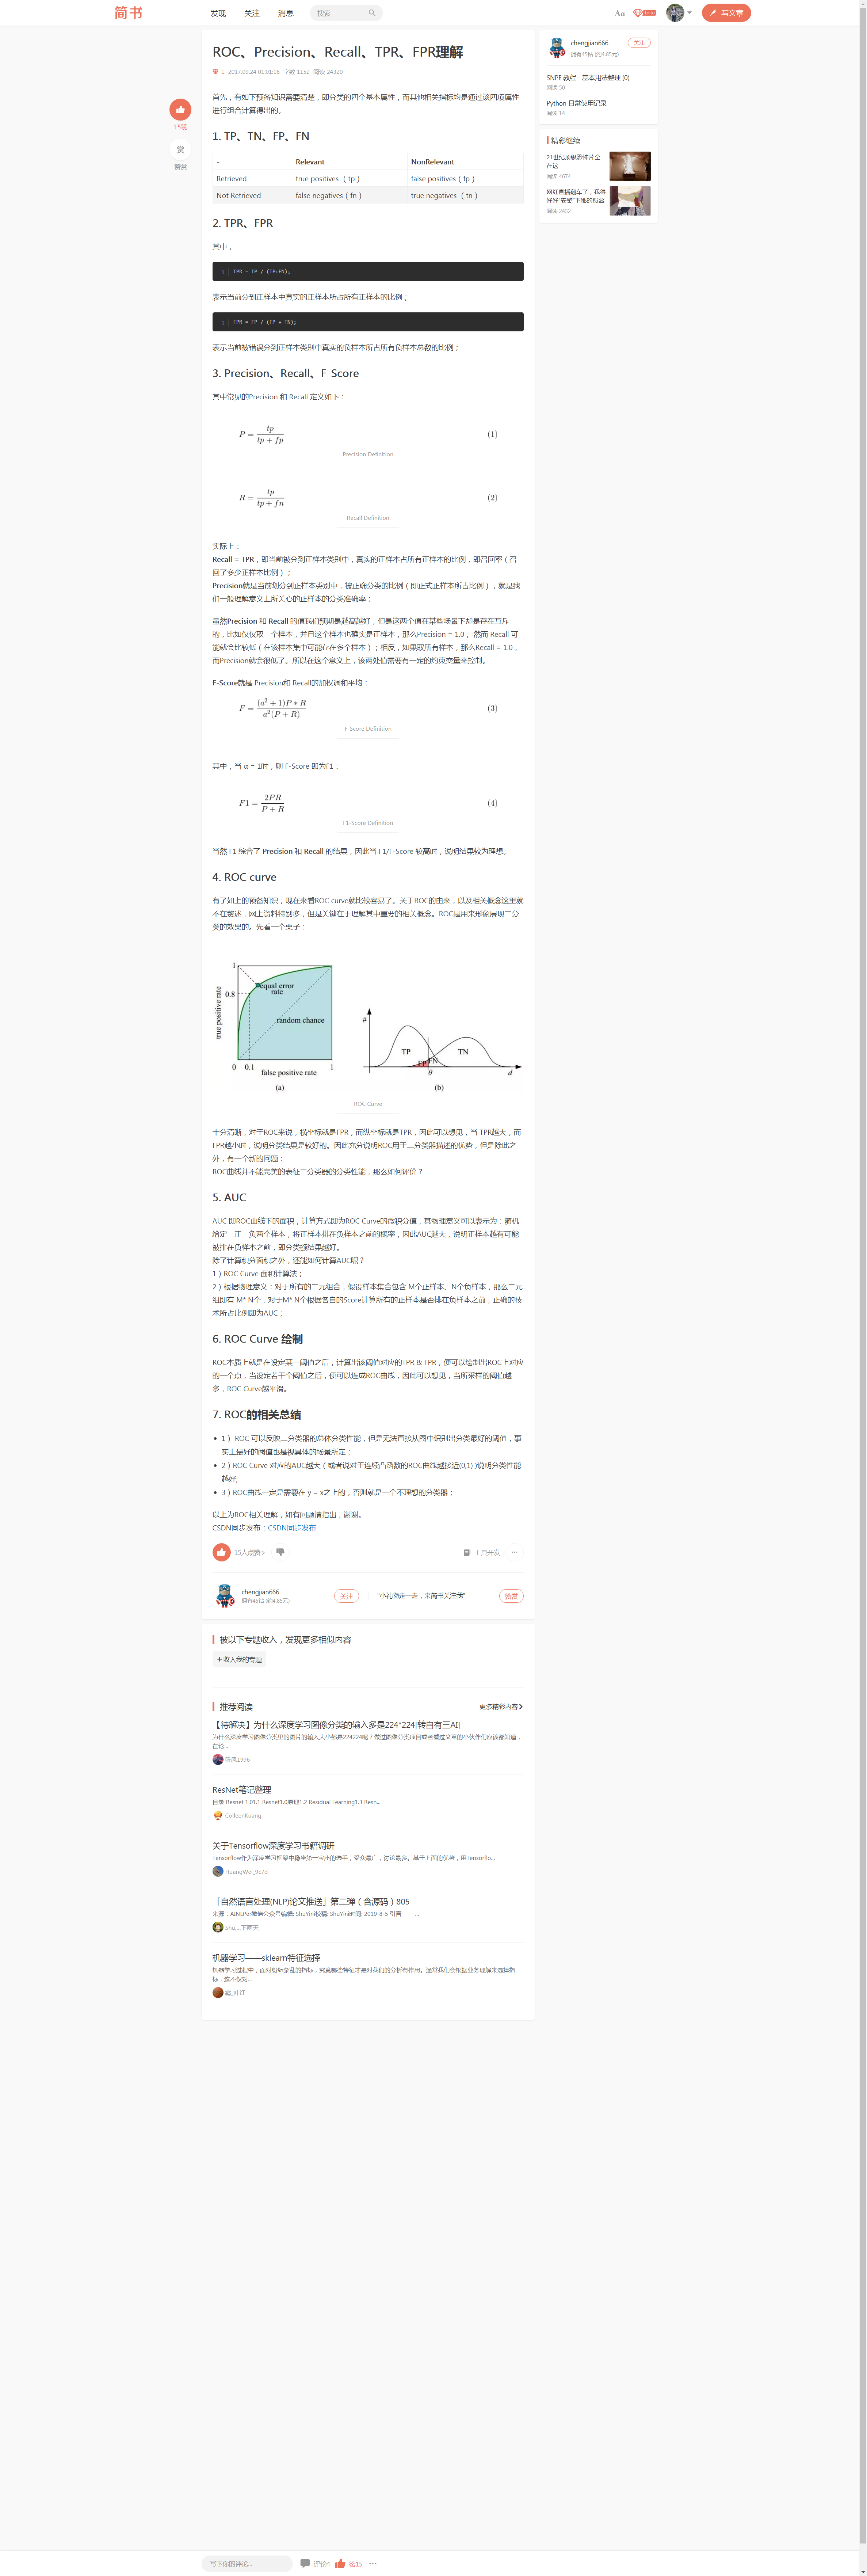 简书
发现
关注
消息
搜索
Aa
beta
写文章
ROC、Precision、Recall、TPR、FPR理解
1 2017.09.24 01:01:16 字数 1152 阅读 24320
15赞
赏
赞赏
首先，有如下预备知识需要清楚，即分类的四个基本属性，而其他相关指标均是通过该四项属性
进行组合计算得出的。
1. TP、TN、FP、FN
- Relevant NonRelevant
Retrieved true positives （tp） false positives（fp）
Not Retrieved false negatives（fn） true negatives （tn）
2. TPR、FPR
其中，
1 TPR = TP / (TP+FN);
表示当前分到正样本中真实的正样本所占所有正样本的比例；
1 FPR = FP / (FP + TN);
表示当前被错误分到正样本类别中真实的负样本所占所有负样本总数的比例；
3. Precision、Recall、F-Score
其中常见的Precision 和 Recall 定义如下：
P = tp / (tp + fp) (1)
Precision Definition
R = tp / (tp + fn) (2)
Recall Definition
实际上：
Recall = TPR，即当前被分到正样本类别中，真实的正样本占所有正样本的比例，即召回率（召
回了多少正样本比例）；
Precision就是当前划分到正样本类别中，被正确分类的比例（即正式正样本所占比例），就是我
们一般理解意义上所关心的正样本的分类准确率；
虽然Precision 和 Recall 的值我们预期是越高越好，但是这两个值在某些场景下却是存在互斥
的，比如仅仅取一个样本，并且这个样本也确实是正样本，那么Precision = 1.0， 然而 Recall 可
能就会比较低（在该样本集中可能存在多个样本）；相反，如果取所有样本，那么Recall = 1.0，
而Precision就会很低了。所以在这个意义上，该两处值需要有一定的约束变量来控制。
F-Score就是 Precision和 Recall的加权调和平均：
F = (a²+1)P∗R / a²(P+R) (3)
F-Score Definition
其中，当 α = 1时，则 F-Score 即为F1：
F1 = 2PR / (P + R) (4)
F1-Score Definition
当然 F1 综合了 Precision 和 Recall 的结果，因此当 F1/F-Score 较高时，说明结果较为理想。
4. ROC curve
有了如上的预备知识，现在来看ROC curve就比较容易了。关于ROC的由来，以及相关概念这里就
不在赘述，网上资料特别多，但是关键在于理解其中重要的相关概念。ROC是用来形象展现二分
类的效果的。先看一个栗子：
1
0.8
true positive rate
equal error
rate
random chance
0 0.1 1
false positive rate
(a)
#
TP TN
FP FN
θ d
(b)
ROC Curve
十分清晰，对于ROC来说，横坐标就是FPR，而纵坐标就是TPR，因此可以想见，当 TPR越大，而
FPR越小时，说明分类结果是较好的。因此充分说明ROC用于二分类器描述的优势，但是除此之
外，有一个新的问题：
ROC曲线并不能完美的表征二分类器的分类性能，那么如何评价？
5. AUC
AUC 即ROC曲线下的面积，计算方式即为ROC Curve的微积分值，其物理意义可以表示为：随机
给定一正一负两个样本，将正样本排在负样本之前的概率，因此AUC越大，说明正样本越有可能
被排在负样本之前，即分类额结果越好。
除了计算积分面积之外，还能如何计算AUC呢？
1）ROC Curve 面积计算法；
2）根据物理意义：对于所有的二元组合，假设样本集合包含 M个正样本、N个负样本，那么二元
组即有 M* N个，对于M* N个根据各自的Score计算所有的正样本是否排在负样本之前，正确的技
术所占比例即为AUC；
6. ROC Curve 绘制
ROC本质上就是在设定某一阈值之后，计算出该阈值对应的TPR & FPR，便可以绘制出ROC上对应
的一个点，当设定若干个阈值之后，便可以连成ROC曲线，因此可以想见，当所采样的阈值越
多，ROC Curve越平滑。
7. ROC的相关总结
1） ROC 可以反映二分类器的总体分类性能，但是无法直接从图中识别出分类最好的阈值，事
实上最好的阈值也是视具体的场景所定；
2）ROC Curve 对应的AUC越大（或者说对于连续凸函数的ROC曲线越接近(0,1) )说明分类性能
越好;
3）ROC曲线一定是需要在 y = x之上的，否则就是一个不理想的分类器；
以上为ROC相关理解，如有问题请指出，谢谢。
CSDN同步发布：CSDN同步发布
15人点赞 >
工商开发
chengjian666
拥有45钻 (约4.85元)
关注
"小礼物走一走，来简书关注我"
赞赏
被以下专题收入，发现更多相似内容
+收入我的专题
推荐阅读
更多精彩内容
【待解决】为什么深度学习图像分类的输入多是224*224[转自有三AI]
为什么深度学习图像分类里的图片的输入大小都是224224呢？做过图像分类项目或者看过文章的小伙伴们应该都知道，
在论...
听鸿1996
ResNet笔记整理
目录 Resnet 1.01.1 Resnet1.0原理1.2 Residual Learning1.3 Resn...
ColleenKuang
关于Tensorflow深度学习书籍调研
Tensorflow作为深度学习框架中稳坐第一宝座的选手，受众最广，讨论最多。基于上面的优势，用Tensorflo...
HuangWei_9c7d
「自然语言处理(NLP)论文推送」第二弹（含源码）805
来源：AINLPer微信公众号编辑: ShuYini校稿: ShuYini时间: 2019-8-5 引言 ...
Shu灬下雨天
机器学习——sklearn特征选择
机器学习过程中，面对纷纭杂乱的指标，究竟哪些特征才是对我们的分析有作用。通常我们会根据业务理解来选择指
标，这不仅对...
霜_叶红
chengjian666
关注
拥有45钻 (约4.85元)
SNPE 教程 - 基本用法整理 (0)
阅读 50
Python 日常使用记录
阅读 14
精彩继续
21世纪顶级恐怖片全
在这
阅读 4674
网红直播翻车了，我得
好好“安慰”下她的粉丝
阅读 2402
写下你的评论...
评论4
赞15